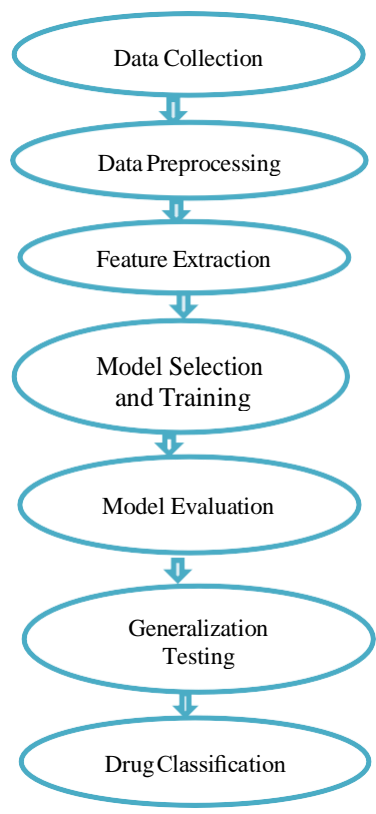 Data Collection
Data Preprocessing
Feature Extraction
Model Selection
and Training
Model Evaluation
Generalization
Testing
Drug Classification